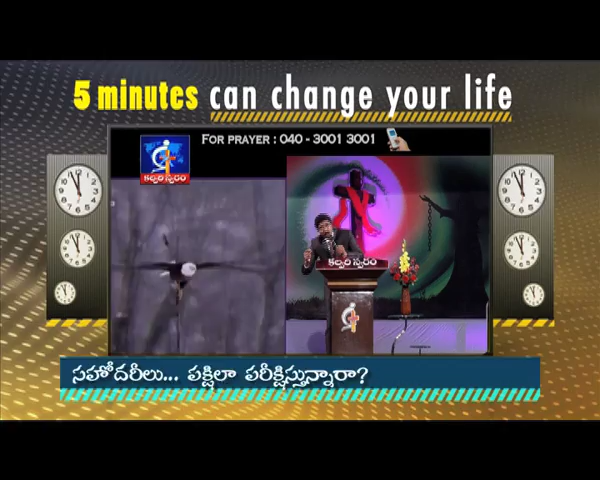 5 minutes can change your life
FOR PRAYER : 040 - 3001 3001
కల్వరి స్వరం
కల్వరి స్వరం
సహోదరీలు... పక్షిలా పరీక్షిస్తున్నారా?